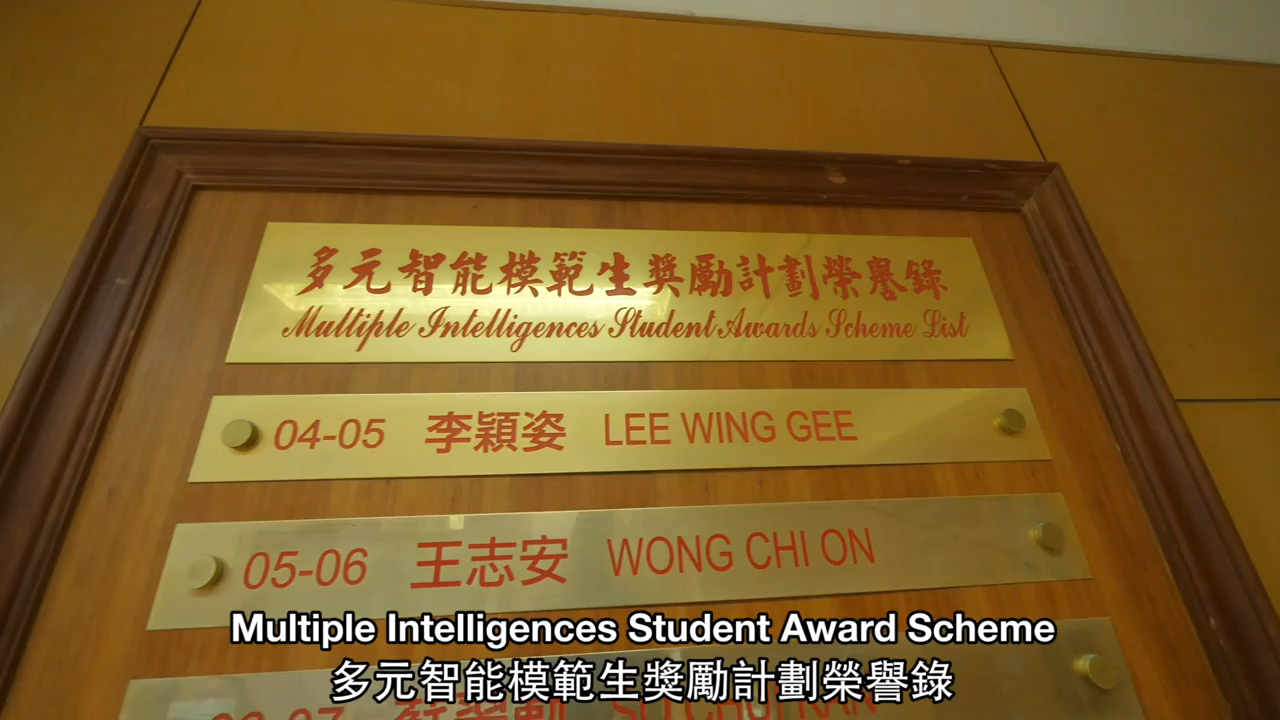 多元智能模範生獎勵計劃榮譽錄
Multiple Intelligences Student Awards Scheme List
04-05 李穎姿 LEE WING GEE
05-06 王志安 WONG CHI ON
Multiple Intelligences Student Award Scheme
多元智能模範生獎勵計劃榮譽錄